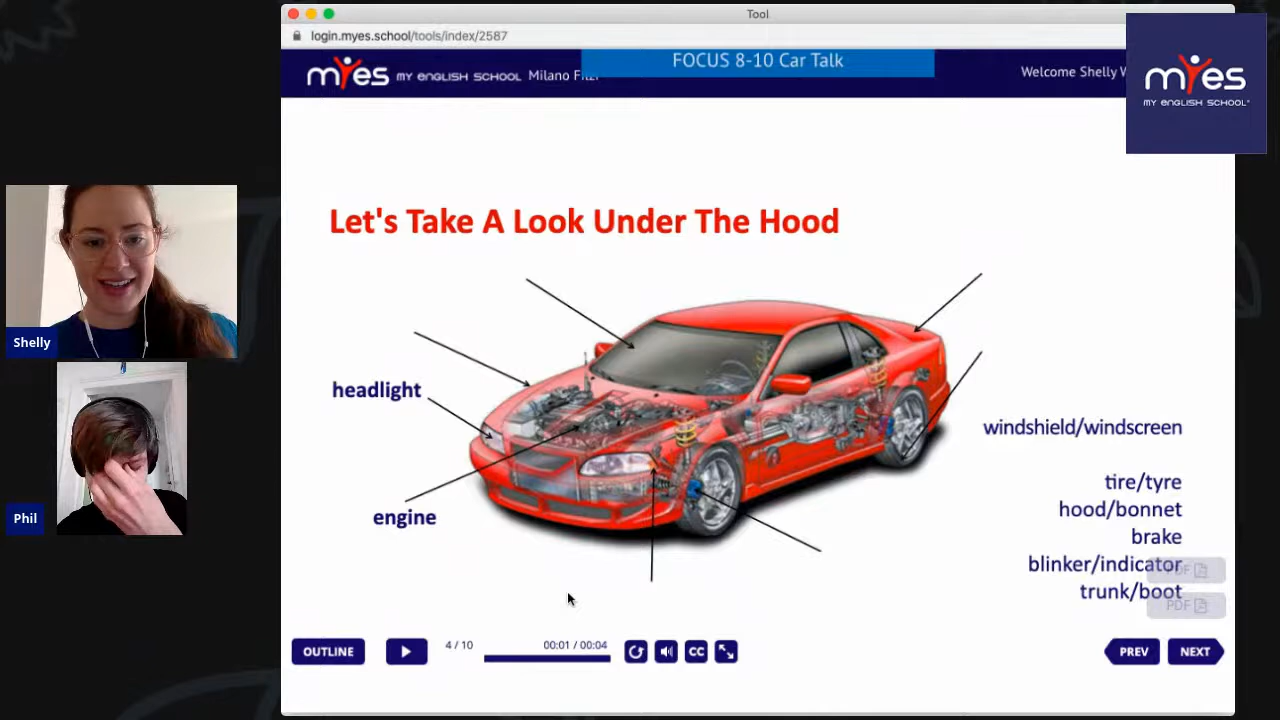 Tool
login.myes.school/tools/index/2587
FOCUS 8-10 Car Talk
myes MY ENGLISH SCHOOL Milano
Welcome Shelly W
myes
MY ENGLISH SCHOOL
Let's Take A Look Under The Hood
Shelly
headlight
windshield/windscreen
tire/tyre
hood/bonnet
engine
Phil
brake
blinker/indicator
PDF
trunk/boot
PDF
OUTLINE
4 / 10
00:01 / 00:04
CC
PREV
NEXT